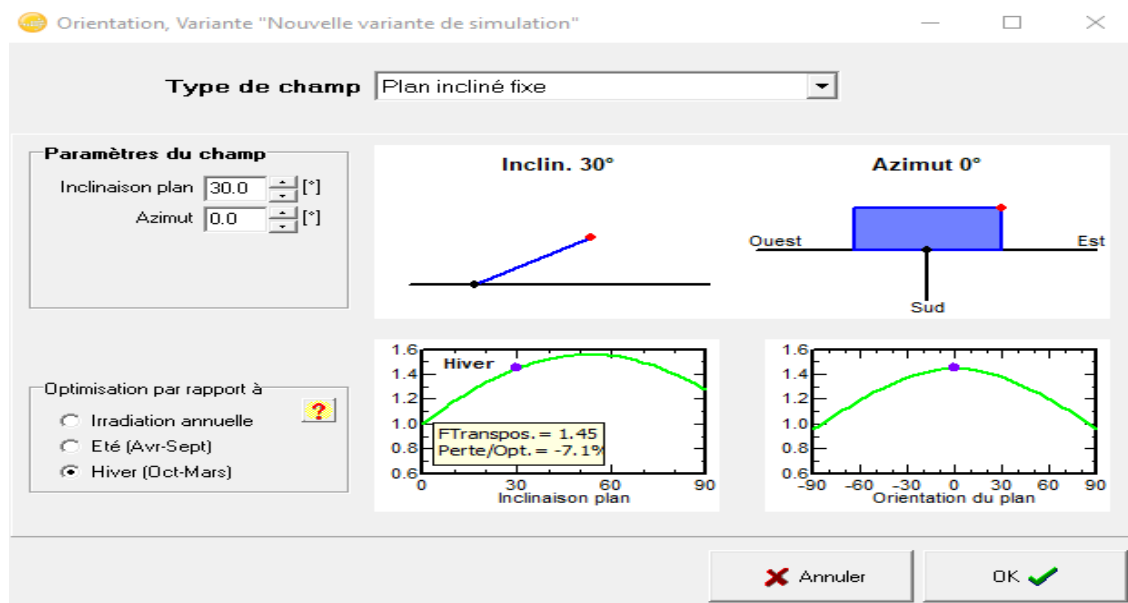 Orientation, Variante "Nouvelle variante de simulation"
Type de champ Plan incliné fixe
Paramètres du champ
Inclinaison plan 30.0 [°]
Azimut 0.0 [°]
Inclin. 30°
Azimut 0°
Ouest Est
Sud
Optimisation par rapport à
?
Irradiation annuelle
Eté (Avr-Sept)
Hiver (Oct-Mars)
1.6
1.4
1.2
1.0
0.8
0.6
Hiver
FTranspos. = 1.45
Perte/Opt. = -7.1%
0 30 60 90
Inclinaison plan
1.6
1.4
1.2
1.0
0.8
0.6
-90 -60 -30 0 30 60 90
Orientation du plan
Annuler OK